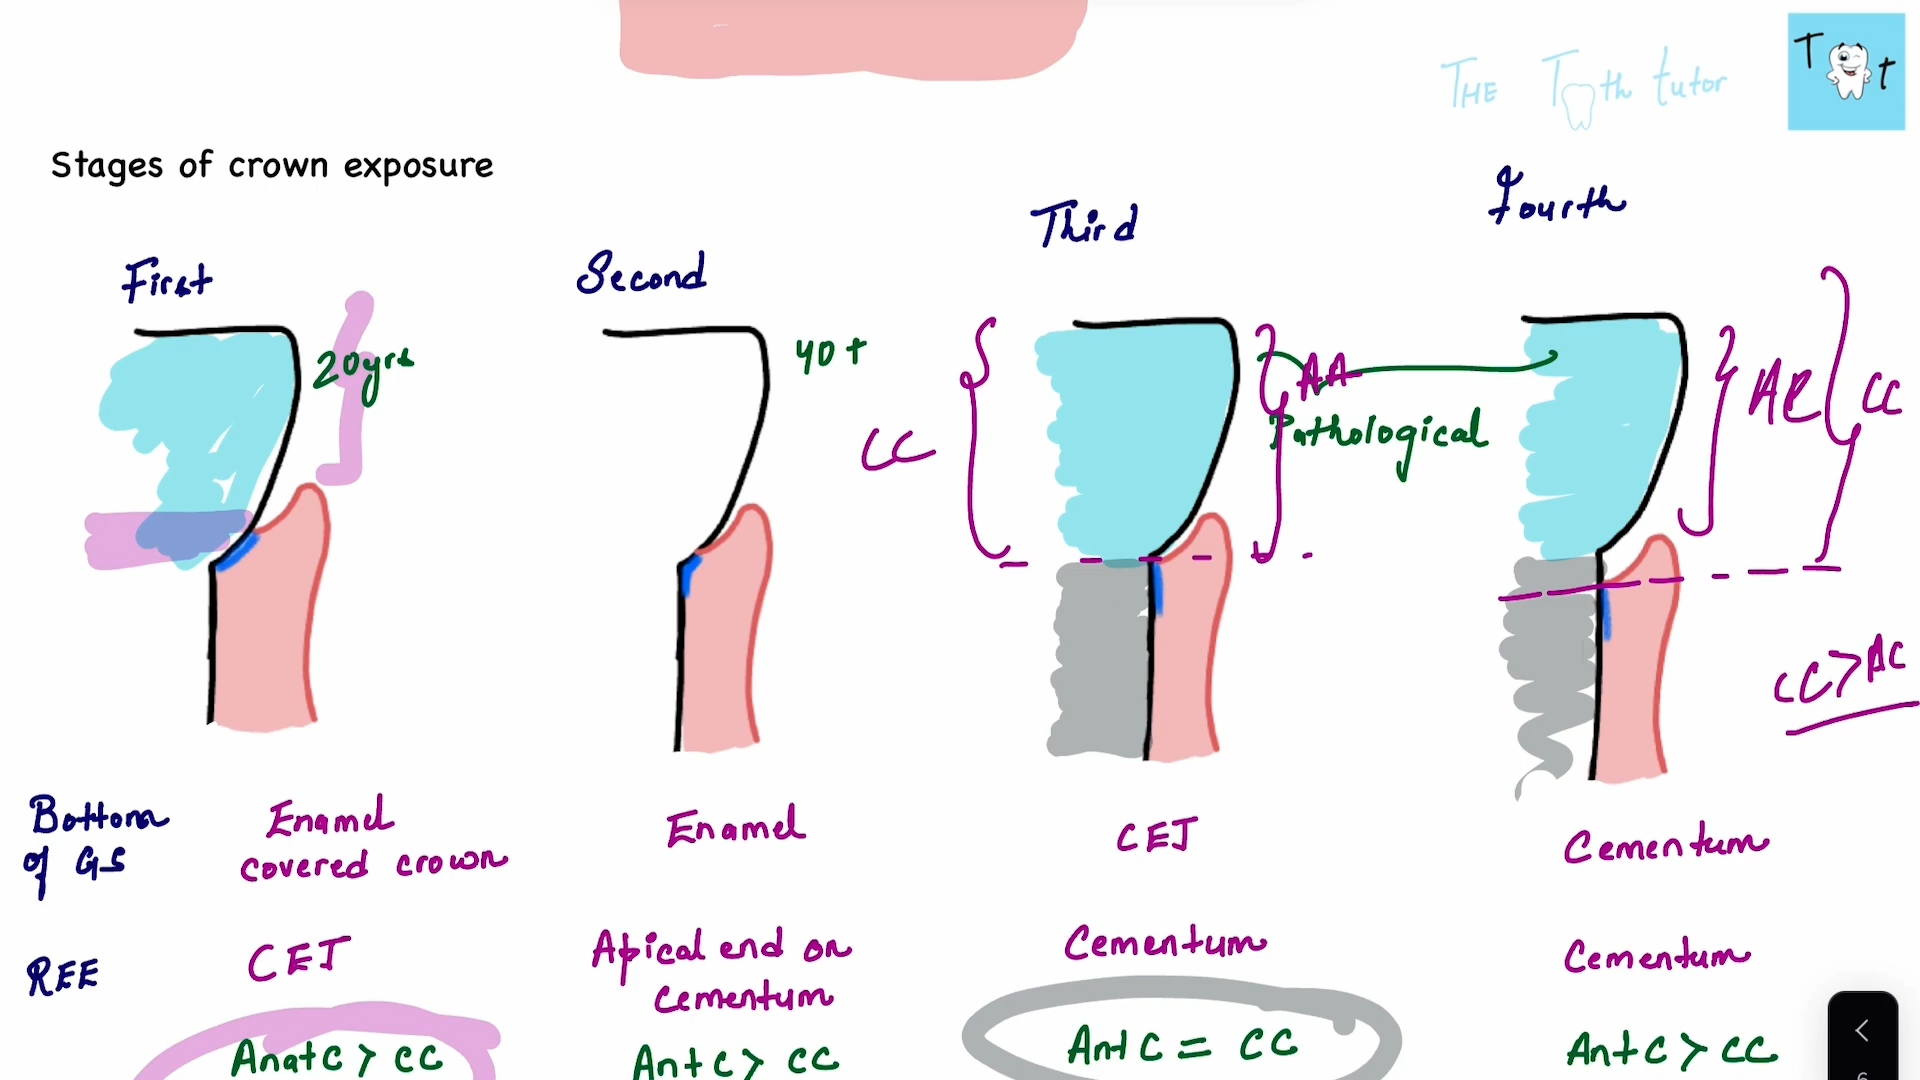 THE Tooth tutor
T t
Stages of crown exposure
First
Second
Third
Fourth
20yrs
40+
CC
AA
Pathological
AC
CC
CC>AC
Bottom of GS
Enamel covered crown
Enamel
CEJ
Cementum
REE
CEJ
Apical end on cementum
Cementum
Cementum
Anat C > CC
Ant C > CC
Ant C = CC
Ant C > CC